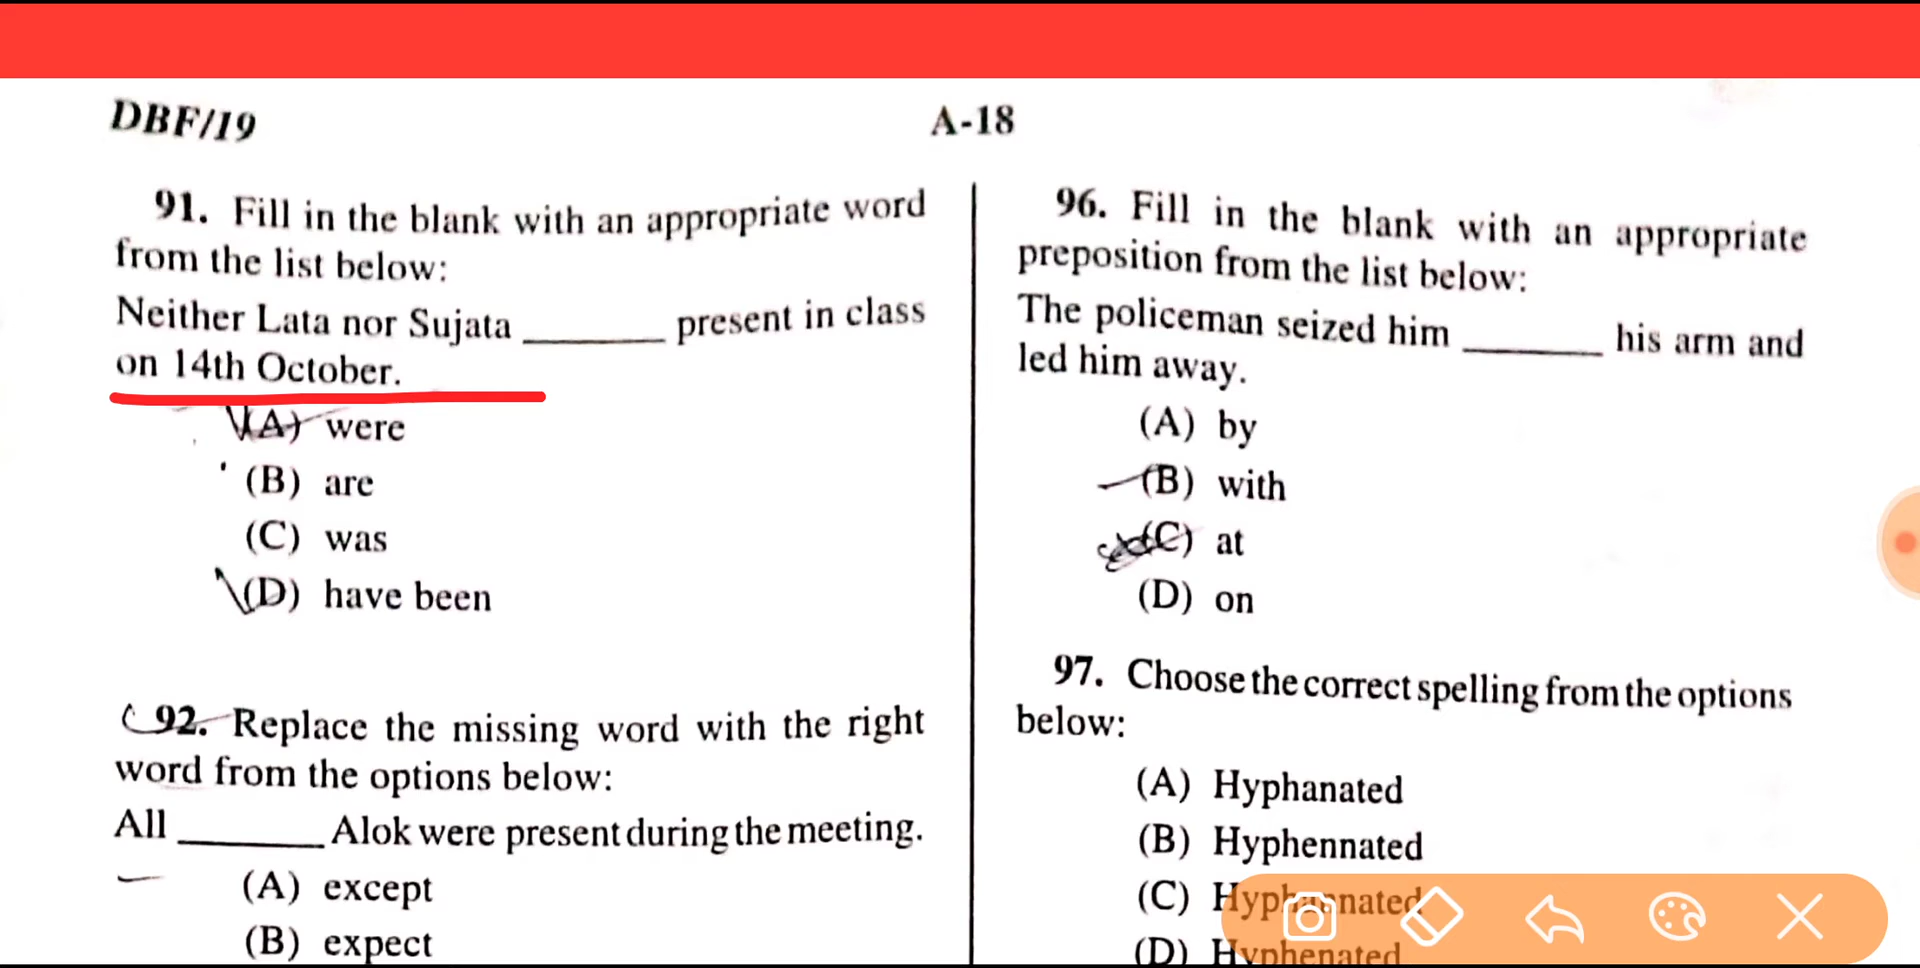 DBF/19
A-18
91. Fill in the blank with an appropriate word
from the list below:
Neither Lata nor Sujata ______ present in class
on 14th October.
(A) were
(B) are
(C) was
(D) have been
92. Replace the missing word with the right
word from the options below:
All ______ Alok were present during the meeting.
(A) except
(B) expect
96. Fill in the blank with an appropriate
preposition from the list below:
The policeman seized him ______ his arm and
led him away.
(A) by
(B) with
(C) at
(D) on
97. Choose the correct spelling from the options
below:
(A) Hyphanated
(B) Hyphennated
(C)
(D) Hyphenated